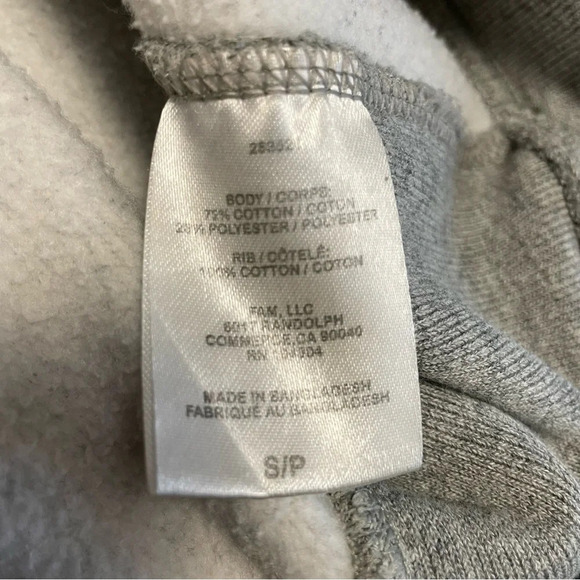 BODY / CORPS:
COTTON / COTON
POLYESTER / POLYESTER
RIB / CÔTELÉ:
100% COTTON / COTON
FAM, LLC
RANDOLPH
COMMERCE, CA 90040
RN
MADE IN BANGLADESH
FABRIQUÉ AU BANGLADESH
S/P